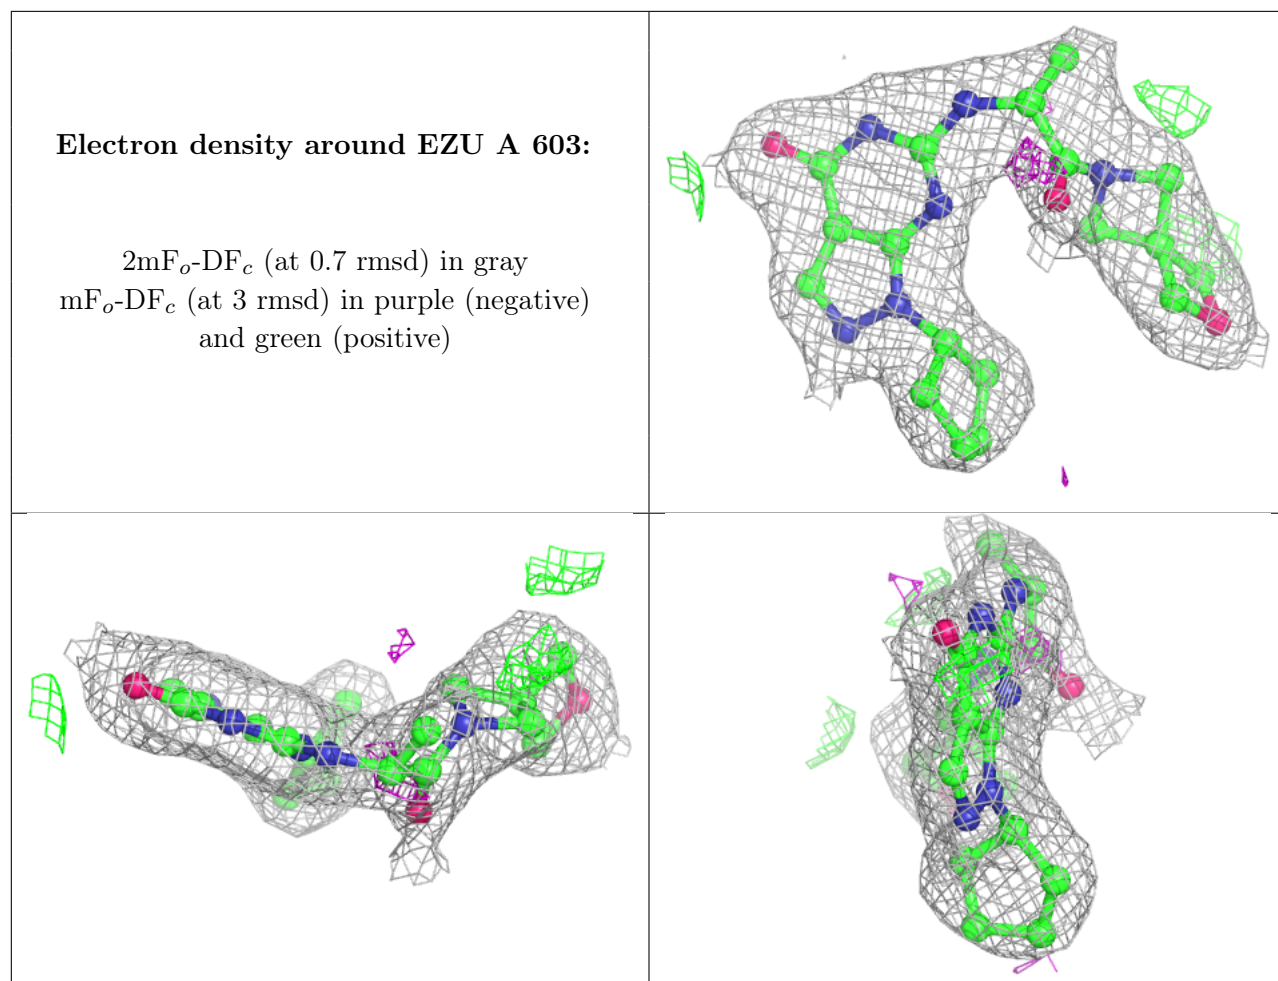 Electron density around EZU A 603:
2mFo-DFc (at 0.7 rmsd) in gray
mFo-DFc (at 3 rmsd) in purple (negative)
and green (positive)